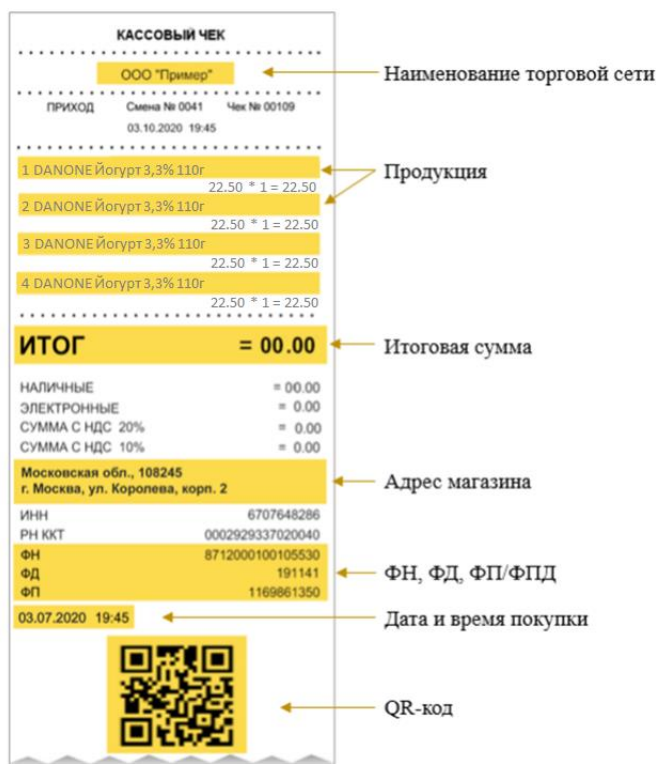 КАССОВЫЙ ЧЕК
ООО "Пример"
Наименование торговой сети
ПРИХОД Смена № 0041 Чек № 00109
03.10.2020 19:45
1 DANONE Йогурт 3,3% 110г
Продукция
22.50 * 1 = 22.50
2 DANONE Йогурт 3,3% 110г
22.50 * 1 = 22.50
3 DANONE Йогурт 3,3% 110г
22.50 * 1 = 22.50
4 DANONE Йогурт 3,3% 110г
22.50 * 1 = 22.50
ИТОГ = 00.00
Итоговая сумма
НАЛИЧНЫЕ = 00.00
ЭЛЕКТРОННЫЕ = 0.00
СУММА С НДС 20% = 0.00
СУММА С НДС 10% = 0.00
Московская обл., 108245
г. Москва, ул. Королева, корп. 2
Адрес магазина
ИНН 6707648286
РН ККТ 0002929337020040
ФН 8712000100105530
ФД 191141
ФН, ФД, ФП/ФПД
ФП 1169861350
03.07.2020 19:45
Дата и время покупки
QR-код